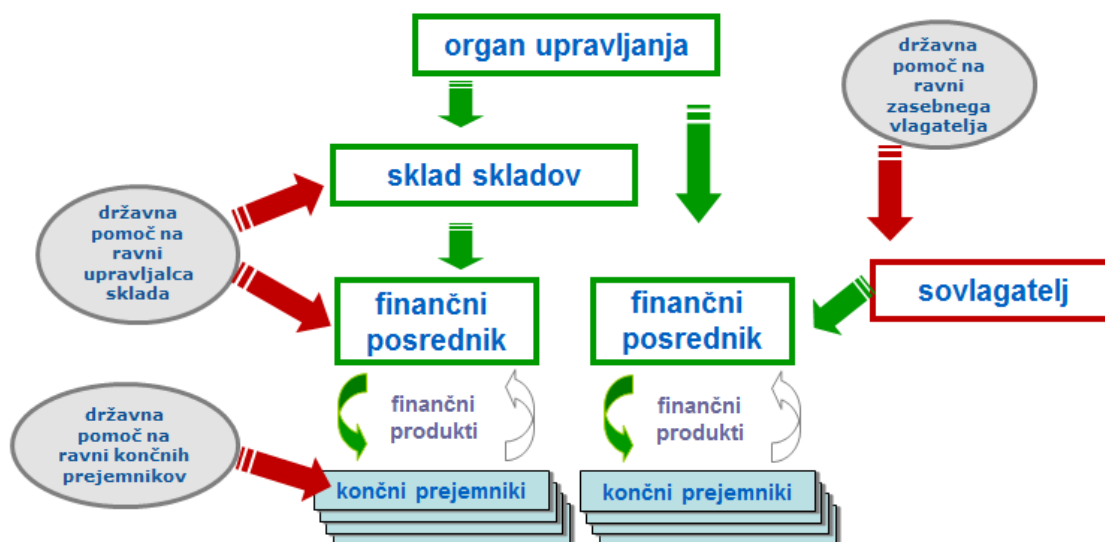 organ upravljanja
državna
pomoč na
ravni
zasebnega
vlagatelja
sklad skladov
državna
pomoč na
ravni
upravljalca
sklada
finančni
posrednik
finančni
posrednik
sovlagatelj
finančni
produkti
finančni
produkti
državna
pomoč na
ravni končnih
prejemnikov
končni prejemniki
končni prejemniki